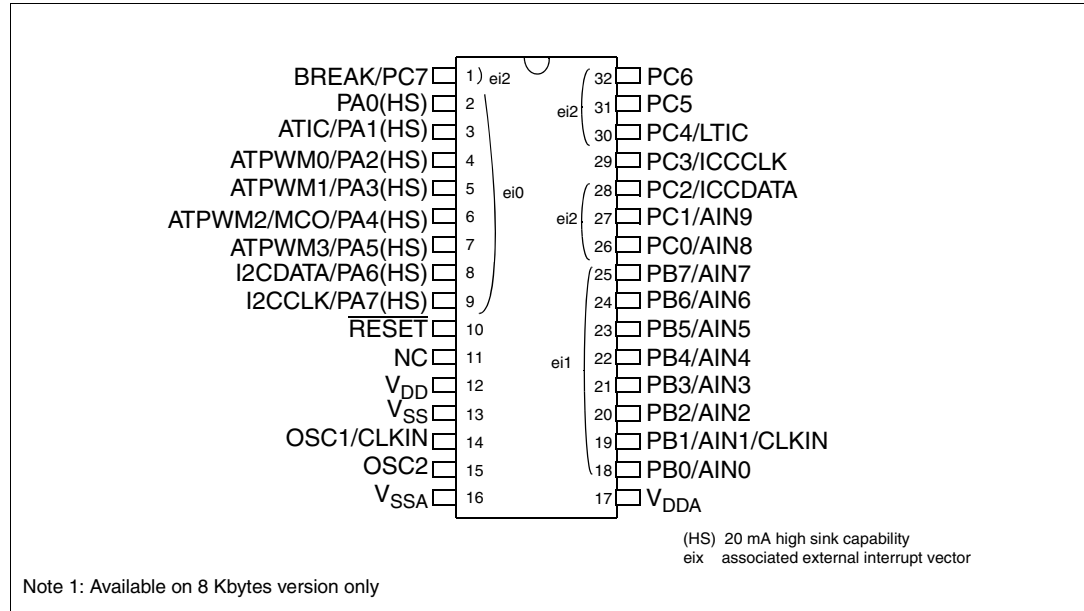 BREAK/PC7 1 ei2 32 PC6
PA0(HS) 2 31 PC5
ei2
ATIC/PA1(HS) 3 30 PC4/LTIC
ATPWM0/PA2(HS) 4 29 PC3/ICCCLK
ATPWM1/PA3(HS) 5 ei0 28 PC2/ICCDATA
ATPWM2/MCO/PA4(HS) 6 ei2 27 PC1/AIN9
ATPWM3/PA5(HS) 7 26 PC0/AIN8
I2CDATA/PA6(HS) 8 25 PB7/AIN7
I2CCLK/PA7(HS) 9 24 PB6/AIN6
RESET 10 23 PB5/AIN5
NC 11 ei1 22 PB4/AIN4
VDD 12 21 PB3/AIN3
VSS 13 20 PB2/AIN2
OSC1/CLKIN 14 19 PB1/AIN1/CLKIN
OSC2 15 18 PB0/AIN0
VSSA 16 17 VDDA
(HS) 20 mA high sink capability
eix associated external interrupt vector
Note 1: Available on 8 Kbytes version only